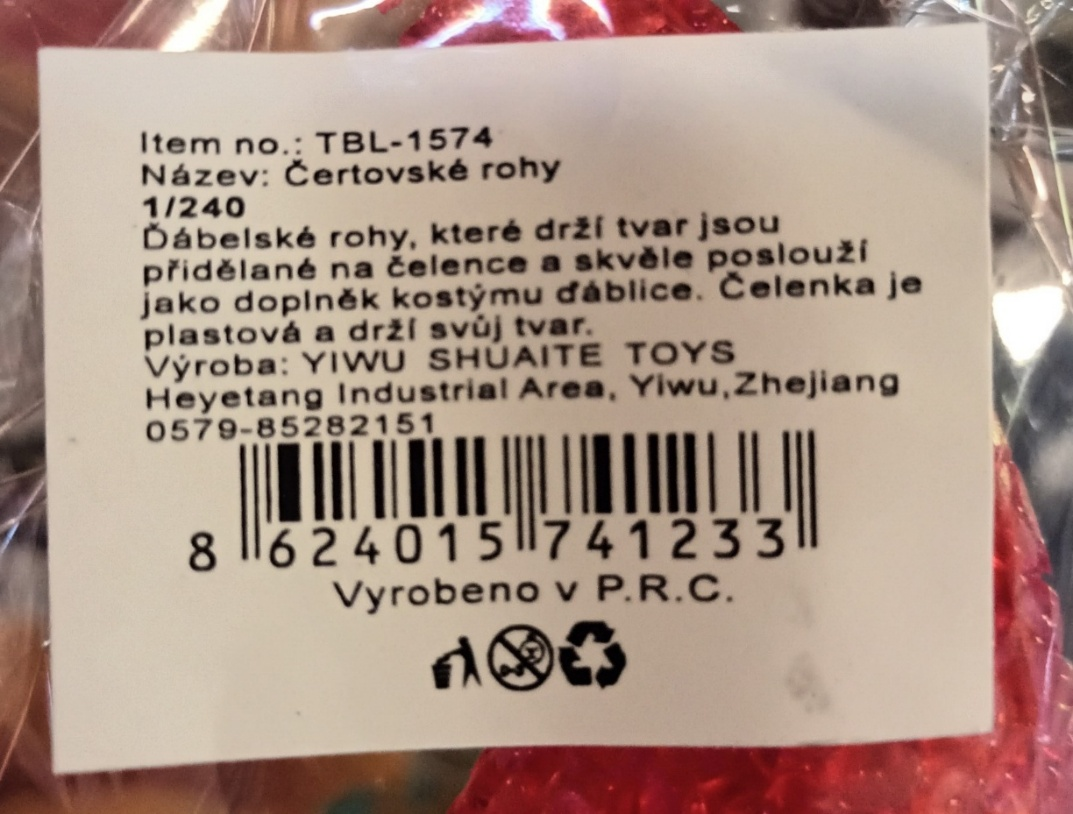 Item no.: TBL-1574
Název: Čertovské rohy
1/240
Ďábelské rohy, které drží tvar jsou
přidělané na čelence a skvěle poslouží
jako doplněk kostýmu ďáblice. Čelenka je
plastová a drží svůj tvar.
Výroba: YIWU SHUAITE TOYS
Heyetang Industrial Area, Yiwu,Zhejiang
0579-85282151
8 624015 741233
Vyrobeno v P.R.C.